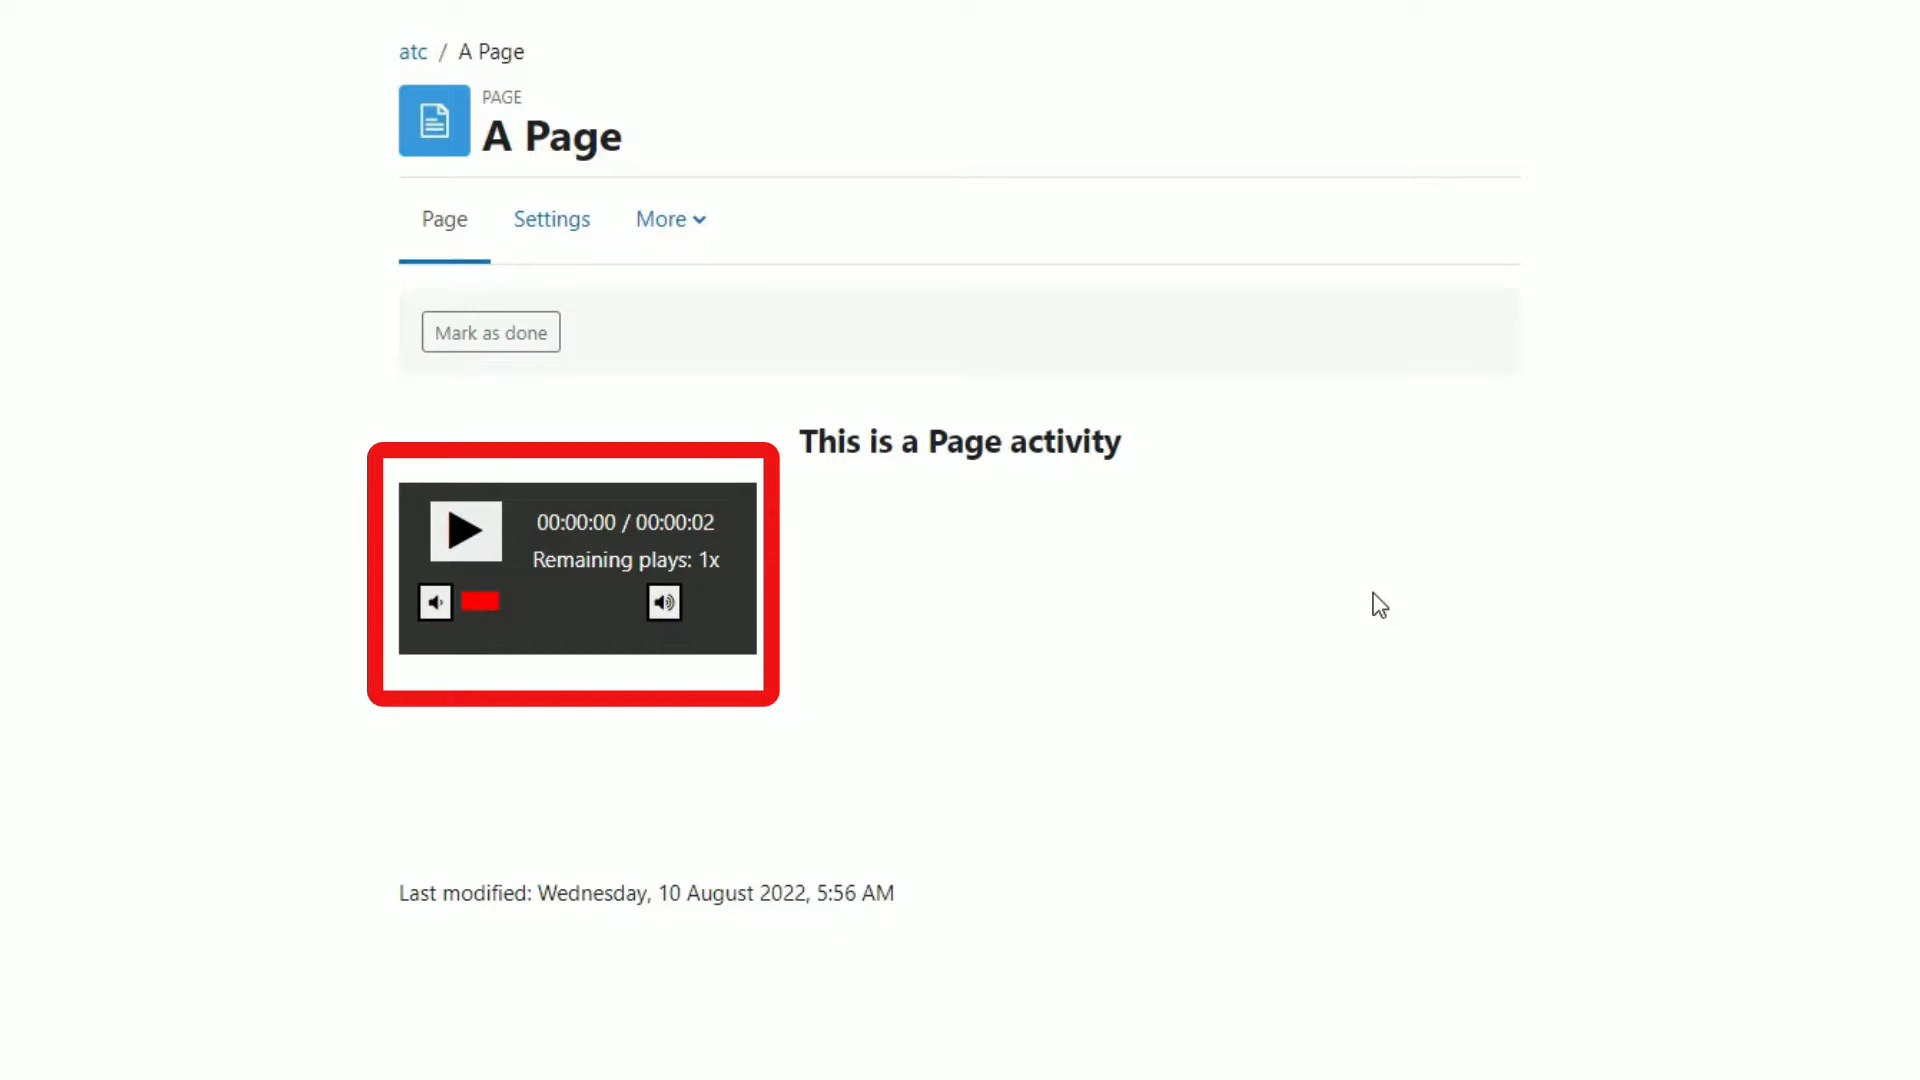 atc / A Page
PAGE
A Page
Page Settings More
Mark as done
This is a Page activity
00:00:00 / 00:00:02
Remaining plays: 1x
Last modified: Wednesday, 10 August 2022, 5:56 AM